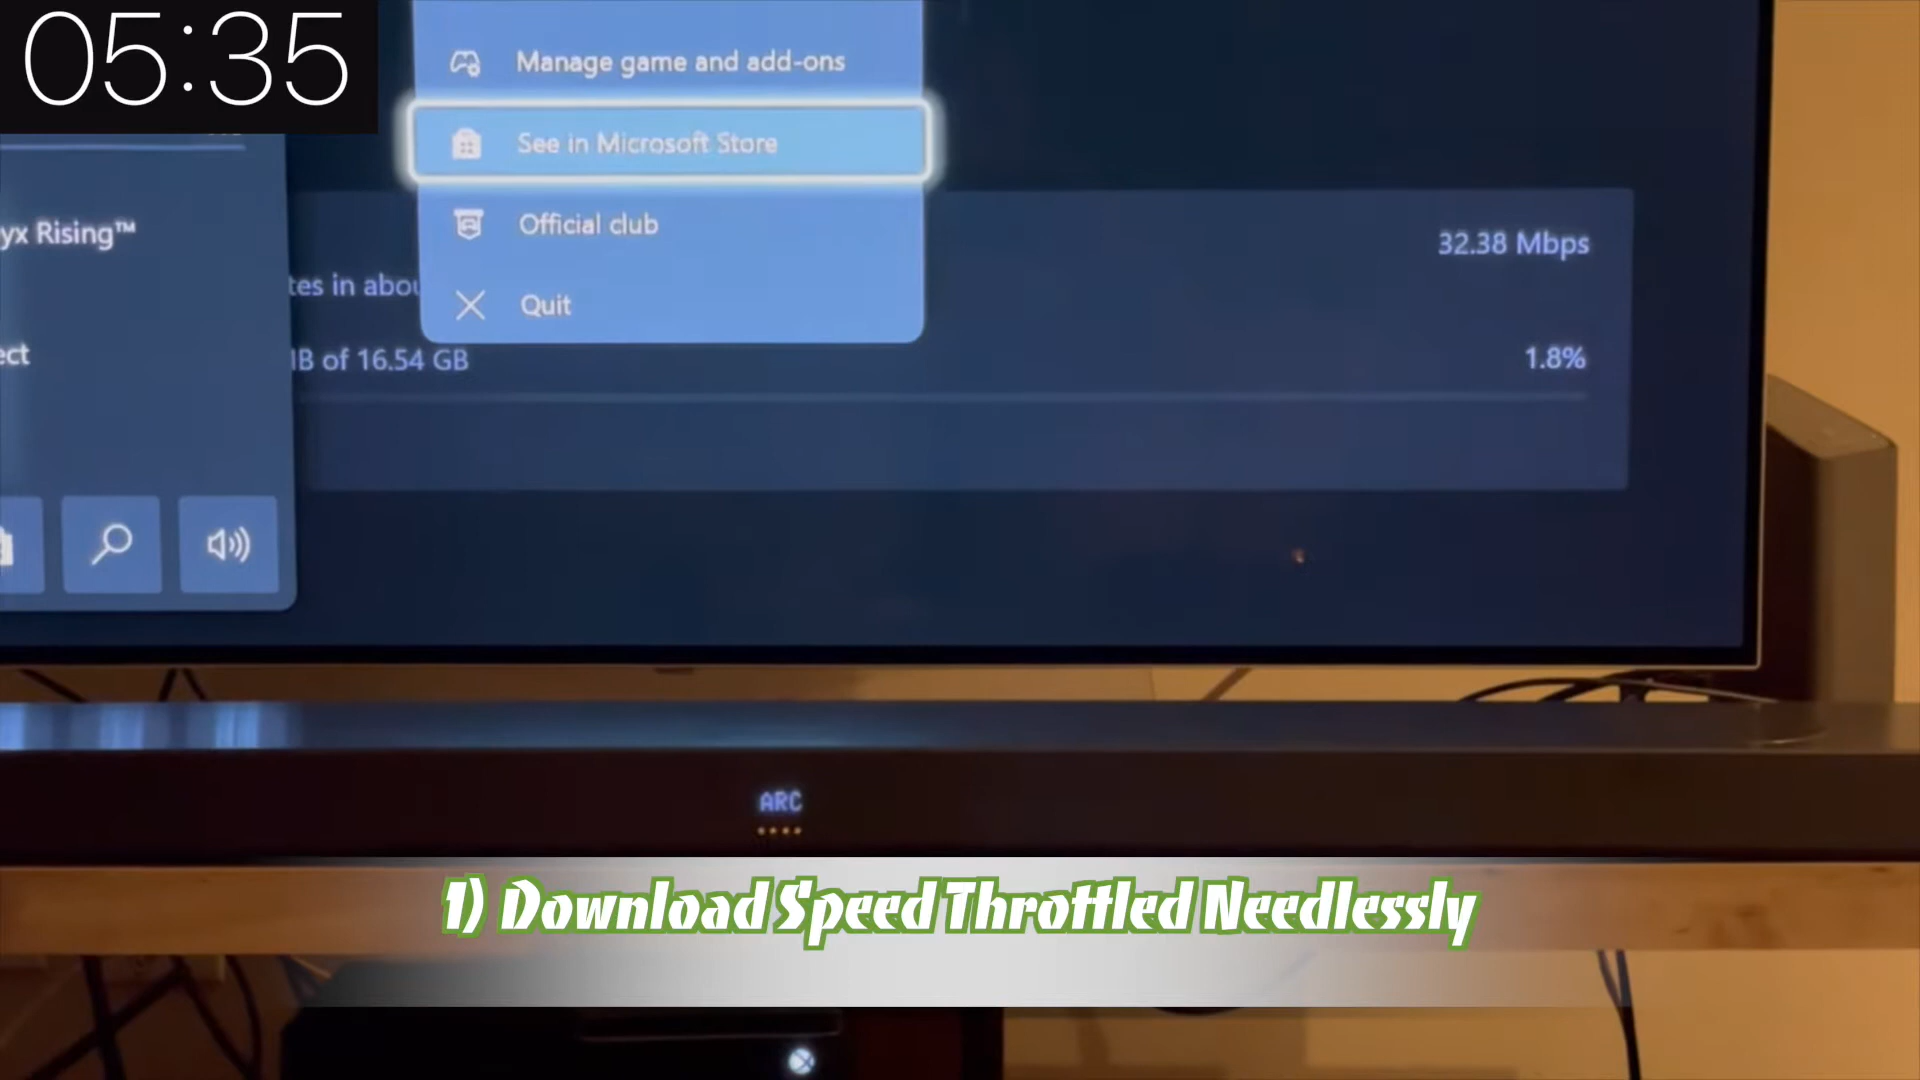 05:35
Manage game and add-ons
See in Microsoft Store
Official club
Quit
yx Rising™
ect
tes in abou
32.38 Mbps
B of 16.54 GB
1.8%
ARC
1) Download Speed Throttled Needlessly